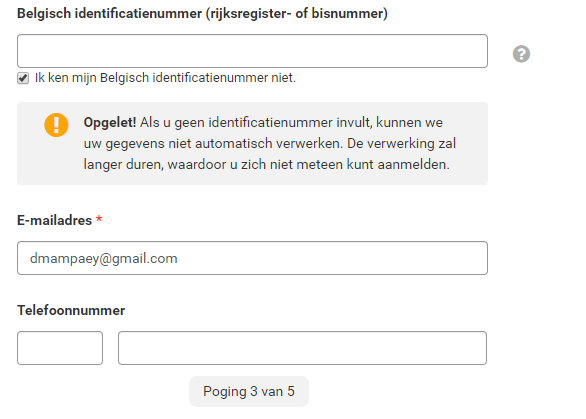 Belgisch identificatienummer (rijksregister- of bisnummer)
?
Ik ken mijn Belgisch identificatienummer niet.
! Opgelet! Als u geen identificatienummer invult, kunnen we
uw gegevens niet automatisch verwerken. De verwerking zal
langer duren, waardoor u zich niet meteen kunt aanmelden.
E-mailadres *
dmampaey@gmail.com
Telefoonnummer
Poging 3 van 5